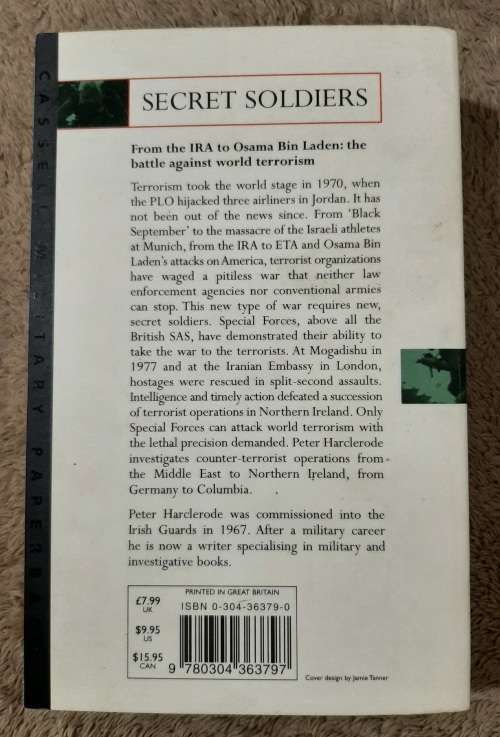 SECRET SOLDIERS
From the IRA to Osama Bin Laden: the
battle against world terrorism
Terrorism took the world stage in 1970, when
the PLO hijacked three airliners in Jordan. It has
not been out of the news since. From ‘Black
September’ to the massacre of the Israeli athletes
at Munich, from the IRA to ETA and Osama Bin
Laden’s attacks on America, terrorist organizations
have waged a pitiless war that neither law
enforcement agencies nor conventional armies
can stop. This new type of war requires new,
secret soldiers. Special Forces, above all the
British SAS, have demonstrated their ability to
take the war to the terrorists. At Mogadishu in
1977 and at the Iranian Embassy in London,
hostages were rescued in split-second assaults.
Intelligence and timely action defeated a succession
of terrorist operations in Northern Ireland. Only
Special Forces can attack world terrorism with
the lethal precision demanded. Peter Harclerode
investigates counter-terrorist operations from
the Middle East to Northern Ireland, from
Germany to Columbia.
Peter Harclerode was commissioned into the
Irish Guards in 1967. After a military career
he is now a writer specialising in military and
investigative books.
PRINTED IN GREAT BRITAIN
£7.99
UK
$9.95
US
$15.95
CAN.
ISBN 0-304-36379-0
9 780304 363797
Cover design by Jamie Tanner
CASSELL MILITARY